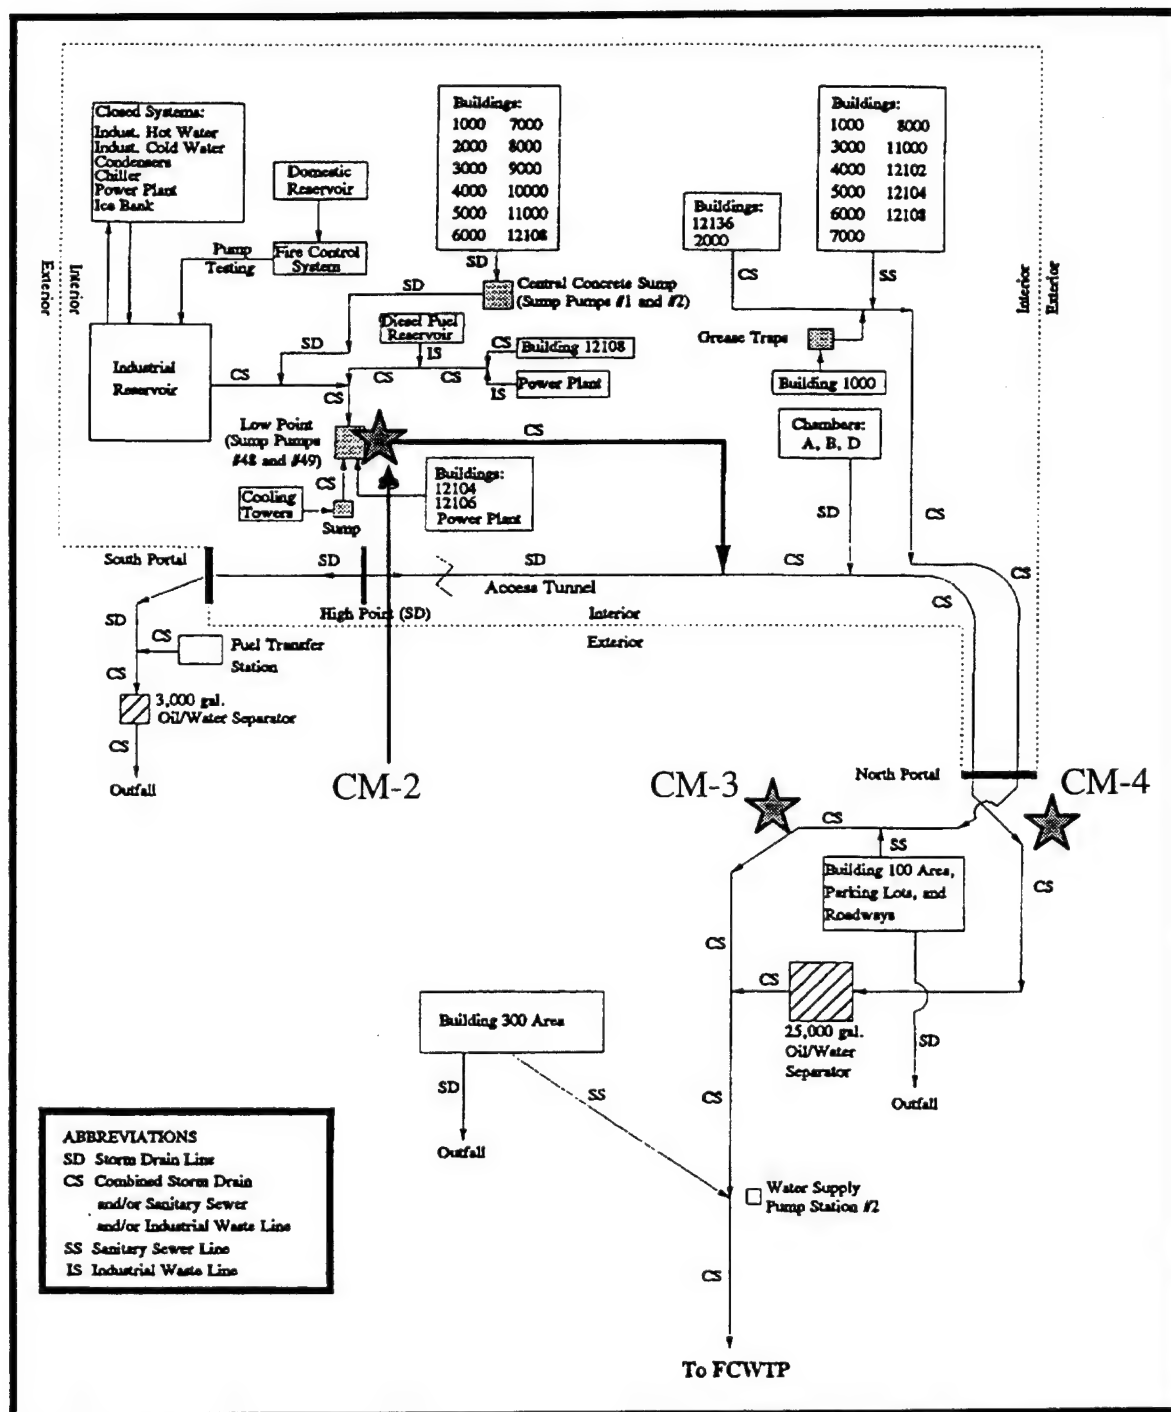 Closed Systems:
Indust. Hot Water
Indust. Cold Water
Condensers
Chiller
Power Plant
Ice Bank
Domestic
Reservoir
Buildings:
1000 7000
2000 8000
3000 9000
4000 10000
5000 11000
6000 12108
Buildings:
12136
2000
Buildings:
1000 8000
3000 11000
4000 12102
5000 12104
6000 12108
7000
Exterior
Interior
Interior
Exterior
Pump
Testing
Fire Control
System
SD
Central Concrete Sump
(Sump Pumps #1 and #2)
CS
SS
SD
Diesel Fuel
Reservoir
Grease Traps
SD
IS
CS
Building 12108
Industrial
Reservoir
CS
CS
CS
CS
IS
Power Plant
Building 1000
Low Point
(Sump Pumps
#48 and #49)
CS
Chambers:
A, B, D
CS
Cooling
Towers
Sump
Buildings:
12104
12106
Power Plant
SD
CS
South Portal
SD
SD
CS
CS
Access Tunnel
CS
High Point (SD)
Interior
Exterior
SD
CS
Fuel Transfer
Station
CS
3,000 gal.
Oil/Water Separator
CS
Outfall
CM-2
CM-3
North Portal
CM-4
CS
SS
Building 100 Area,
Parking Lots, and
Roadways
CS
CS
CS
Building 300 Area
25,000 gal.
Oil/Water
Separator
SD
Outfall
SD
SS
CS
Outfall
Water Supply
Pump Station #2
CS
To FCWTP
ABBREVIATIONS
SD Storm Drain Line
CS Combined Storm Drain
and/or Sanitary Sewer
and/or Industrial Waste Line
SS Sanitary Sewer Line
IS Industrial Waste Line